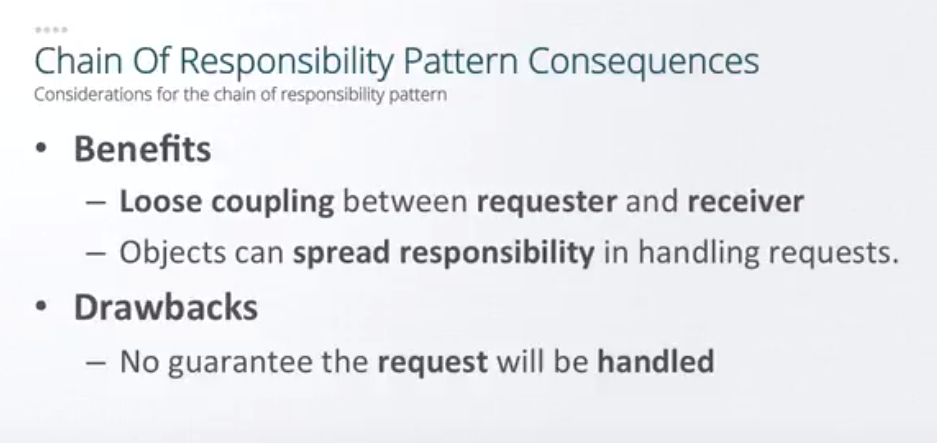 Chain Of Responsibility Pattern Consequences
Considerations for the chain of responsibility pattern
• Benefits
– Loose coupling between requester and receiver
– Objects can spread responsibility in handling requests.
• Drawbacks
– No guarantee the request will be handled